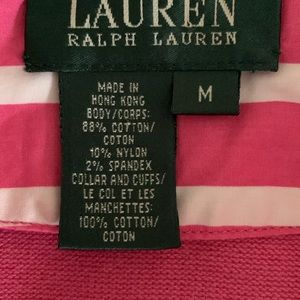 LAUREN
RALPH LAUREN
M
MADE IN
HONG KONG
BODY/CORPS:
88% COTTON/
COTON
10% NYLON
2% SPANDEX
COLLAR AND CUFFS/
LE COL ET LES
MANCHETTES:
100% COTTON/
COTON